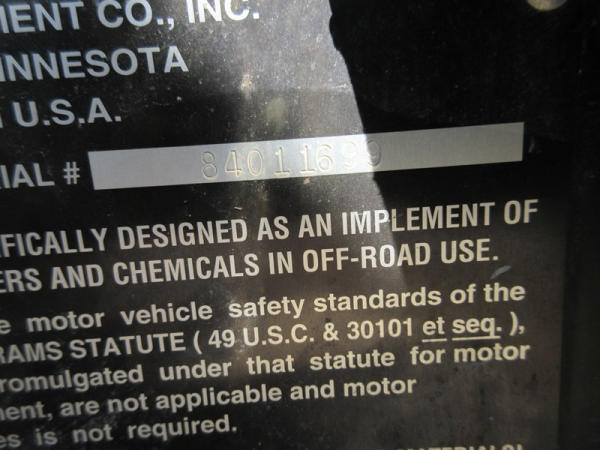 MENT CO., INC.
INNESOTA
U.S.A.
IAL # 84011699
FICALLY DESIGNED AS AN IMPLEMENT OF
ERS AND CHEMICALS IN OFF-ROAD USE.
e motor vehicle safety standards of the
RAMS STATUTE ( 49 U.S.C. & 30101 et seq. ),
romulgated under that statute for motor
ment, are not applicable and motor
es is not required.